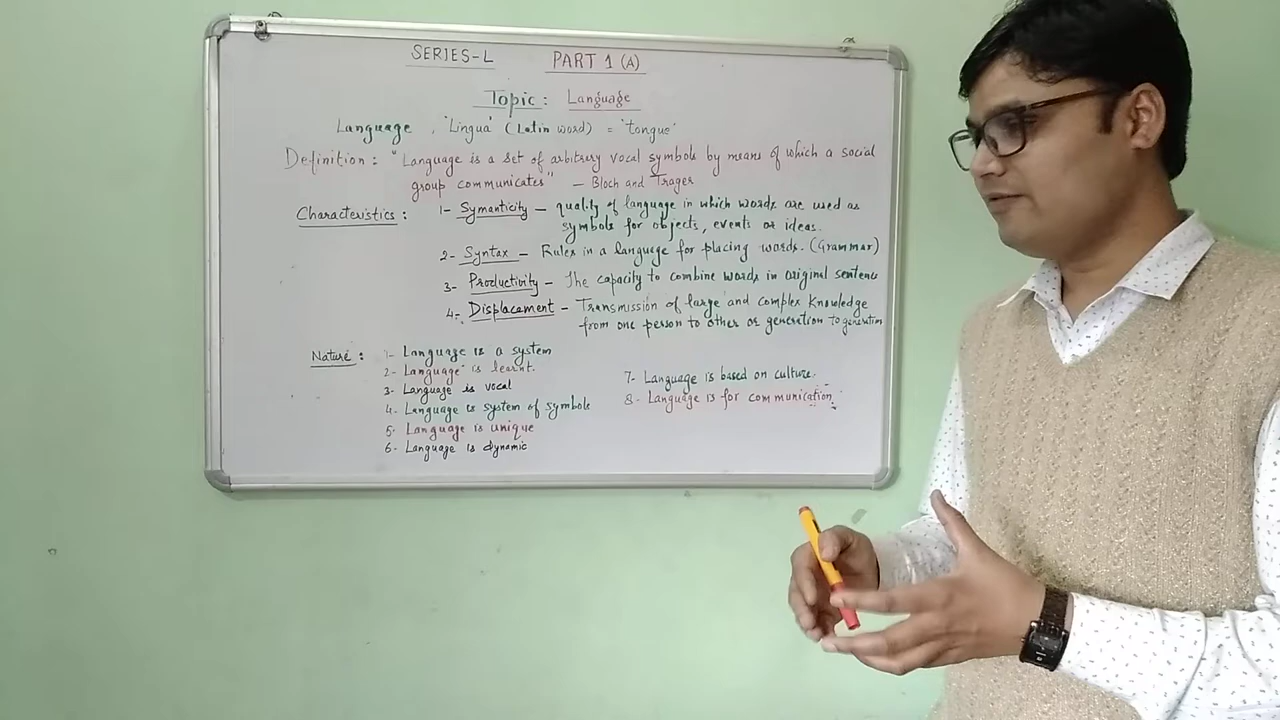 SERIES-L PART 1 (A)
Topic: Language
Language, 'Lingua' (Latin word) = 'tongue'
Definition: "Language is a set of arbitrery vocal symbols by means of which a social
group communicates" - Bloch and Trager
Characteristics: 1- Symanticity - quality of language in which words are used as
symbols for objects, events or ideas.
2- Syntax - Rules in a language for placing words. (Grammar)
3- Productivity - The capacity to combine words in original sentence
4- Displacement - Transmission of large and complex knowledge
from one person to other or generation to generation
Nature: 1- Language is a system
2- Language is learnt.
3- Language is vocal
4- Language is system of symbols
5- Language is unique
6- Language is dynamic
7- Language is based on culture.
8- Language is for communication.